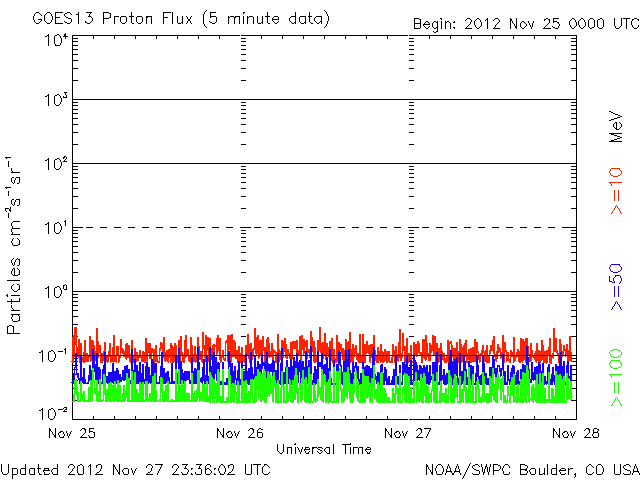 GOES13 Proton Flux (5 minute data)
Begin: 2012 Nov 25 0000 UTC
Particles cm⁻²s⁻¹sr⁻¹
10⁴
10³
10²
10¹
10⁰
10⁻¹
10⁻²
Nov 25
Nov 26
Nov 27
Nov 28
Universal Time
MeV
>=10
>=50
>=100
Updated 2012 Nov 27 23:36:02 UTC
NOAA/SWPC Boulder, CO USA